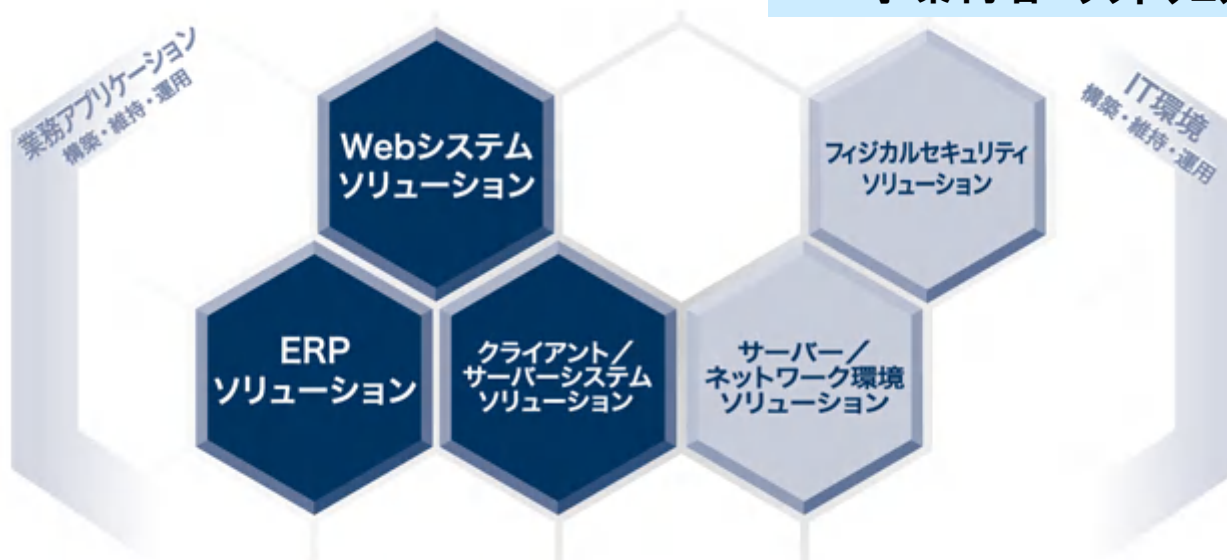 業務アプリケーション
構築・維持・運用
Webシステム
ソリューション
フィジカルセキュリティ
ソリューション
IT環境
構築・維持・運用
ERP
ソリューション
クライアント／
サーバーシステム
ソリューション
サーバー／
ネットワーク環境
ソリューション